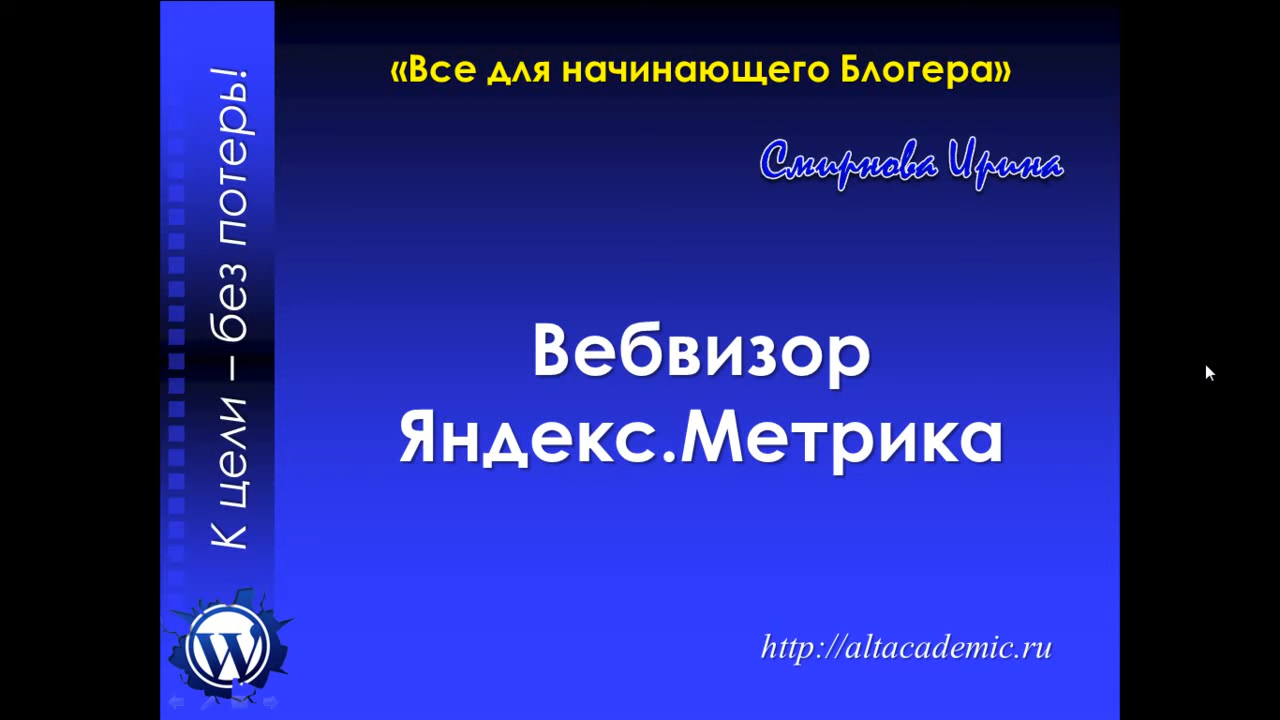 «Все для начинающего Блогера»
Смирнова Ирина
К цели – без потерь!
Вебвизор
Яндекс.Метрика
http://altacademic.ru
W